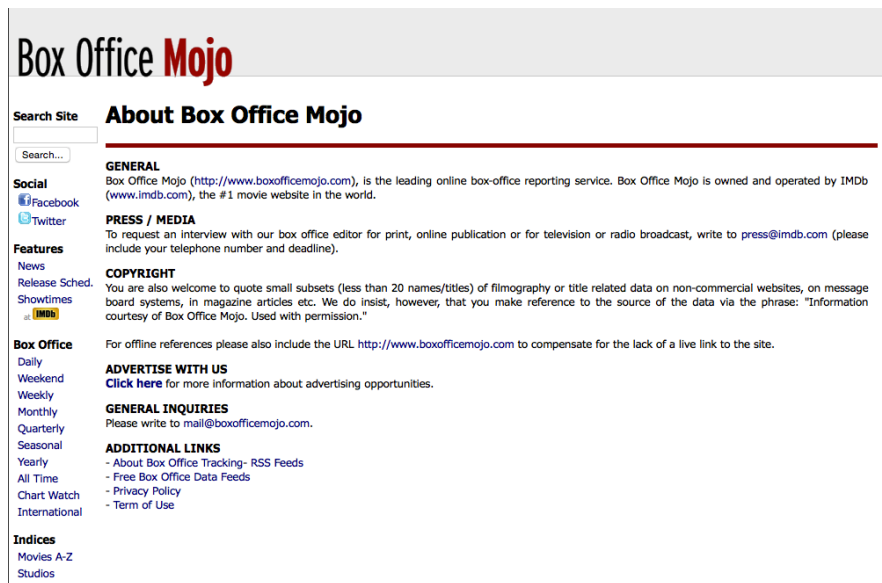 Box Office Mojo
Search Site
Search...
Social
Facebook
Twitter
Features
News
Release Sched.
Showtimes
at IMDb
Box Office
Daily
Weekend
Weekly
Monthly
Quarterly
Seasonal
Yearly
All Time
Chart Watch
International
Indices
Movies A-Z
Studios
About Box Office Mojo
GENERAL
Box Office Mojo (http://www.boxofficemojo.com), is the leading online box-office reporting service. Box Office Mojo is owned and operated by IMDb
(www.imdb.com), the #1 movie website in the world.
PRESS / MEDIA
To request an interview with our box office editor for print, online publication or for television or radio broadcast, write to press@imdb.com (please
include your telephone number and deadline).
COPYRIGHT
You are also welcome to quote small subsets (less than 20 names/titles) of filmography or title related data on non-commercial websites, on message
board systems, in magazine articles etc. We do insist, however, that you make reference to the source of the data via the phrase: "Information
courtesy of Box Office Mojo. Used with permission."
For offline references please also include the URL http://www.boxofficemojo.com to compensate for the lack of a live link to the site.
ADVERTISE WITH US
Click here for more information about advertising opportunities.
GENERAL INQUIRIES
Please write to mail@boxofficemojo.com.
ADDITIONAL LINKS
- About Box Office Tracking- RSS Feeds
- Free Box Office Data Feeds
- Privacy Policy
- Term of Use